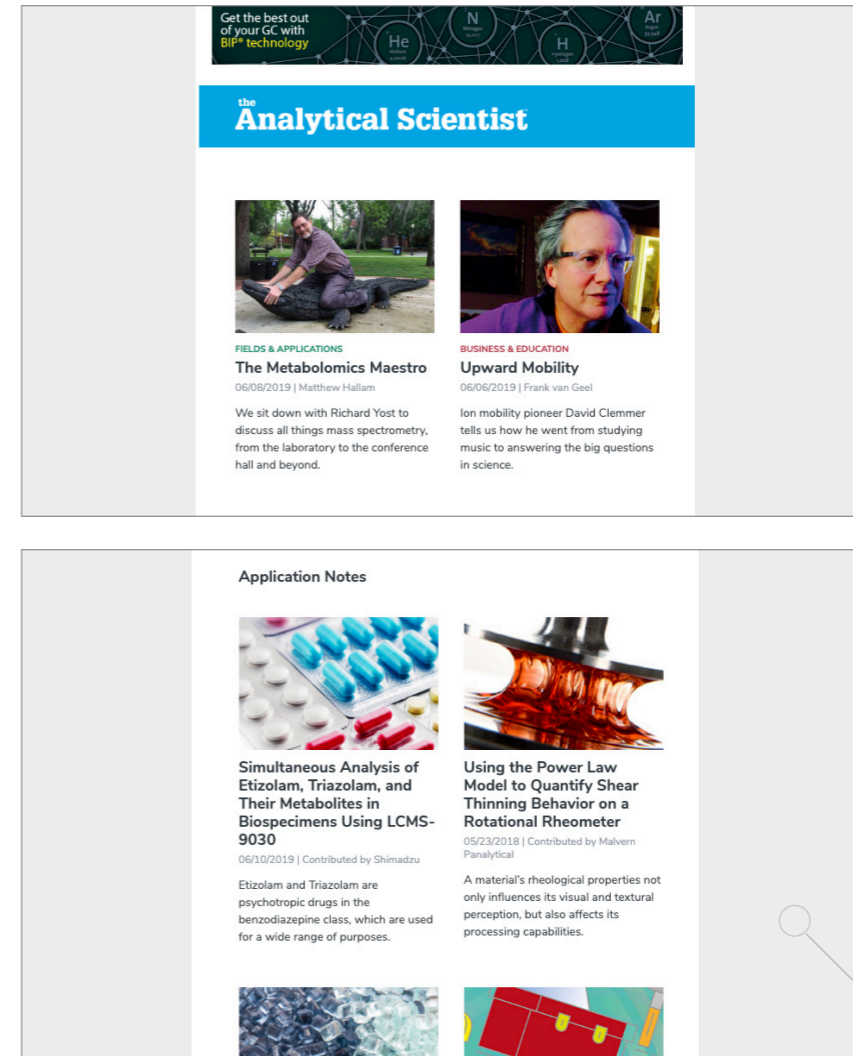 Get the best out
of your GC with
BIP® technology
He
Helium
N
Nitrogen
H
Hydrogen
Ar
Argon
the
Analytical Scientist
FIELDS & APPLICATIONS
The Metabolomics Maestro
06/08/2019 | Matthew Hallam
We sit down with Richard Yost to
discuss all things mass spectrometry,
from the laboratory to the conference
hall and beyond.
BUSINESS & EDUCATION
Upward Mobility
06/06/2019 | Frank van Geel
Ion mobility pioneer David Clemmer
tells us how he went from studying
music to answering the big questions
in science.
Application Notes
Simultaneous Analysis of
Etizolam, Triazolam, and
Their Metabolites in
Biospecimens Using LCMS-
9030
06/10/2019 | Contributed by Shimadzu
Etizolam and Triazolam are
psychotropic drugs in the
benzodiazepine class, which are used
for a wide range of purposes.
Using the Power Law
Model to Quantify Shear
Thinning Behavior on a
Rotational Rheometer
05/23/2018 | Contributed by Malvern
Panalytical
A material's rheological properties not
only influences its visual and textural
perception, but also affects its
processing capabilities.